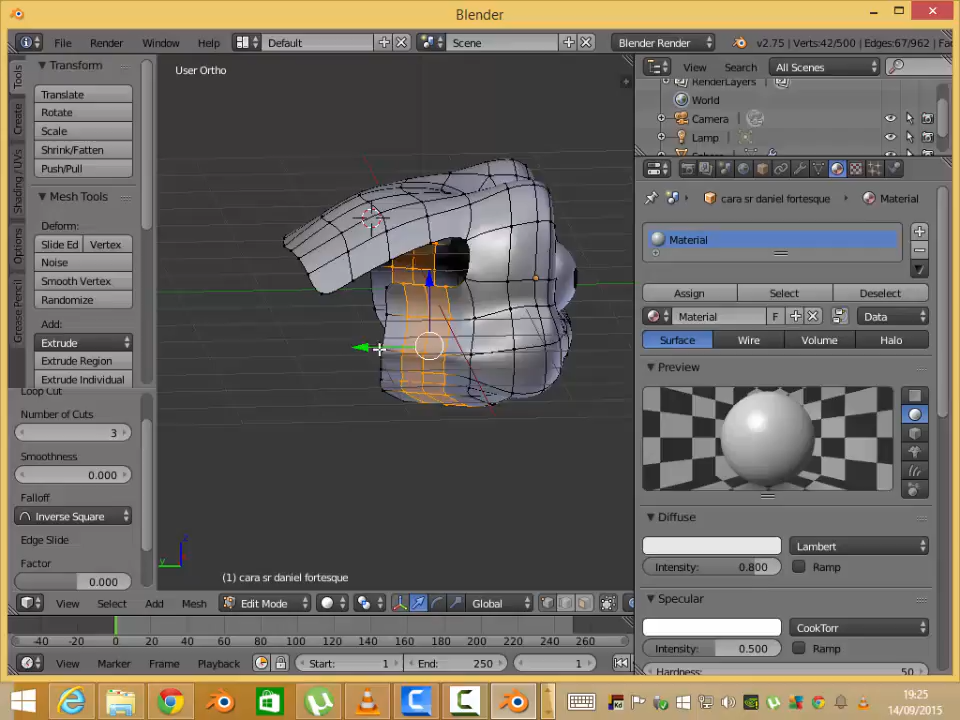 Blender
File Render Window Help Default Scene Blender Render v2.75 | Verts:42/500 | Edges:67/962 | Fac
Transform
Tools
Translate
Rotate
Scale
Shrink/Fatten
Push/Pull
Create
Shading / UVs
Options
Grease Pencil
Mesh Tools
Deform:
Slide Ed Vertex
Noise
Smooth Vertex
Randomize
Add:
Extrude
Extrude Region
Extrude Individual
Loop Cut
Number of Cuts
3
Smoothness
0.000
Falloff
Inverse Square
Edge Slide
Factor
0.000
User Ortho
z
y
(1) cara sr daniel fortesque
View Select Add Mesh Edit Mode Global
View Search All Scenes
RenderLayers
World
Camera
Lamp
cara sr daniel fortesque Material
Material
Assign Select Deselect
Material F Data
Surface Wire Volume Halo
Preview
Diffuse
Lambert
Intensity: 0.800 Ramp
Specular
CookTorr
Intensity: 0.500 Ramp
Hardness: 50
-40 -20 0 20 40 60 80 100 120 140 160 180 200 220 240 260
View Marker Frame Playback Start: 1 End: 250 1
19:25
14/09/2015